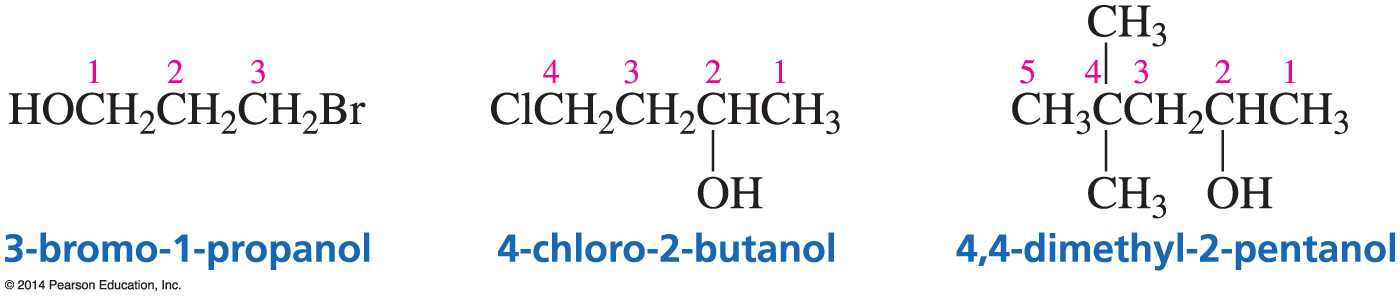 CH₃
1 2 3 4 3 2 1 5 4 3 2 1
HOCH₂CH₂CH₂Br ClCH₂CH₂CHCH₃ CH₃CCH₂CHCH₃
OH CH₃ OH
3-bromo-1-propanol 4-chloro-2-butanol 4,4-dimethyl-2-pentanol
© 2014 Pearson Education, Inc.